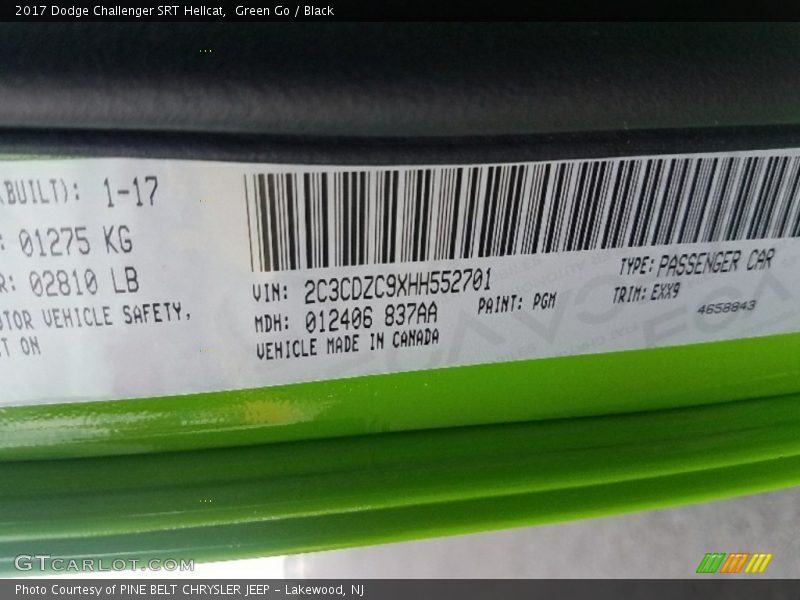 2017 Dodge Challenger SRT Hellcat,  Green Go / Black
BUILT): 1-17
: 01275 KG
R: 02810 LB
OTOR VEHICLE SAFETY,
T ON
VIN: 2C3CDZC9XHH552701
MDH: 012406 837AA
VEHICLE MADE IN CANADA
PAINT: PGM
TYPE: PASSENGER CAR
TRIM: EXX9
4658843
GTCARLOT.COM
Photo Courtesy of PINE BELT CHRYSLER JEEP - Lakewood, NJ